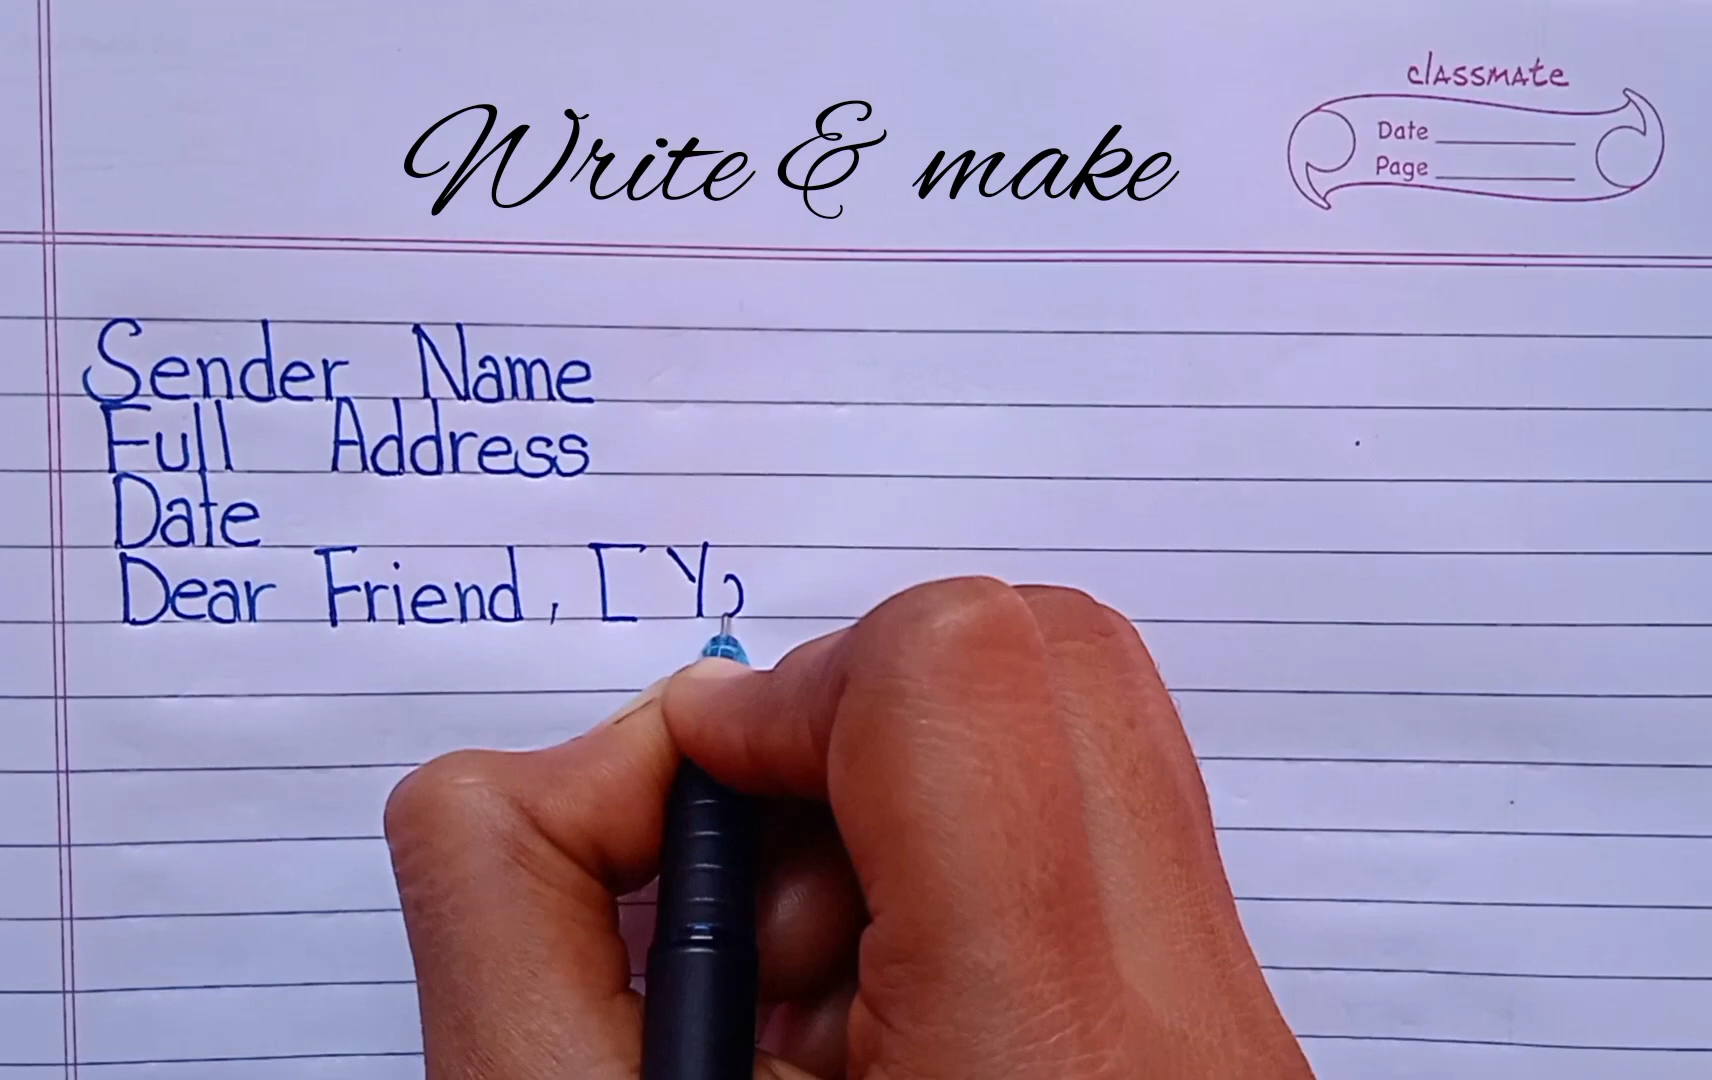 Write & make
classmate
Date
Page
Sender Name
Full Address
Date
Dear Friend, [ Y